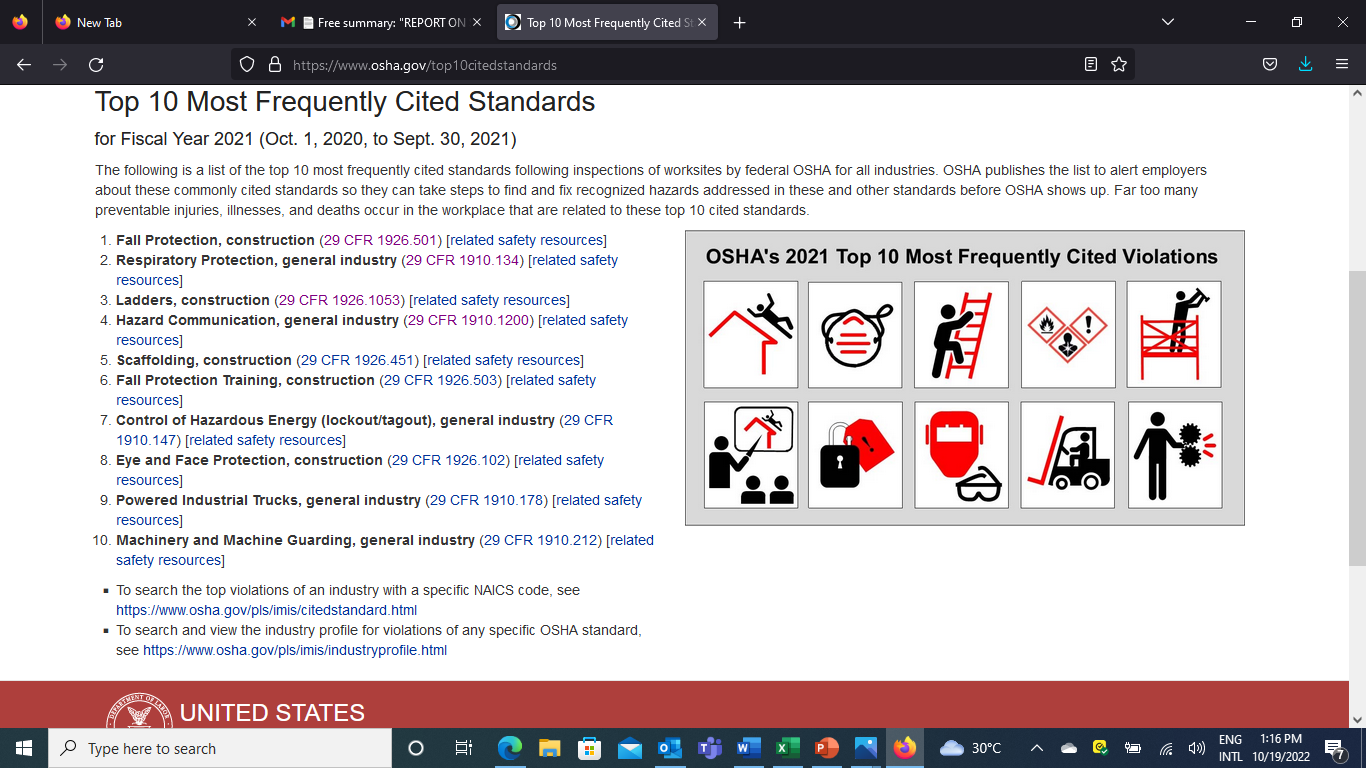 New Tab
Free summary: "REPORT ON
Top 10 Most Frequently Cited St
https://www.osha.gov/top10citedstandards
Top 10 Most Frequently Cited Standards
for Fiscal Year 2021 (Oct. 1, 2020, to Sept. 30, 2021)
The following is a list of the top 10 most frequently cited standards following inspections of worksites by federal OSHA for all industries. OSHA publishes the list to alert employers
about these commonly cited standards so they can take steps to find and fix recognized hazards addressed in these and other standards before OSHA shows up. Far too many
preventable injuries, illnesses, and deaths occur in the workplace that are related to these top 10 cited standards.
1. Fall Protection, construction (29 CFR 1926.501) [related safety resources]
2. Respiratory Protection, general industry (29 CFR 1910.134) [related safety
resources]
3. Ladders, construction (29 CFR 1926.1053) [related safety resources]
4. Hazard Communication, general industry (29 CFR 1910.1200) [related safety
resources]
5. Scaffolding, construction (29 CFR 1926.451) [related safety resources]
6. Fall Protection Training, construction (29 CFR 1926.503) [related safety
resources]
7. Control of Hazardous Energy (lockout/tagout), general industry (29 CFR
1910.147) [related safety resources]
8. Eye and Face Protection, construction (29 CFR 1926.102) [related safety
resources]
9. Powered Industrial Trucks, general industry (29 CFR 1910.178) [related safety
resources]
10. Machinery and Machine Guarding, general industry (29 CFR 1910.212) [related
safety resources]
▪ To search the top violations of an industry with a specific NAICS code, see
https://www.osha.gov/pls/imis/citedstandard.html
▪ To search and view the industry profile for violations of any specific OSHA standard,
see https://www.osha.gov/pls/imis/industryprofile.html
OSHA's 2021 Top 10 Most Frequently Cited Violations
DEPARTMENT OF LABOR
UNITED STATES
Type here to search
30°C
ENG
INTL
1:16 PM
10/19/2022
7